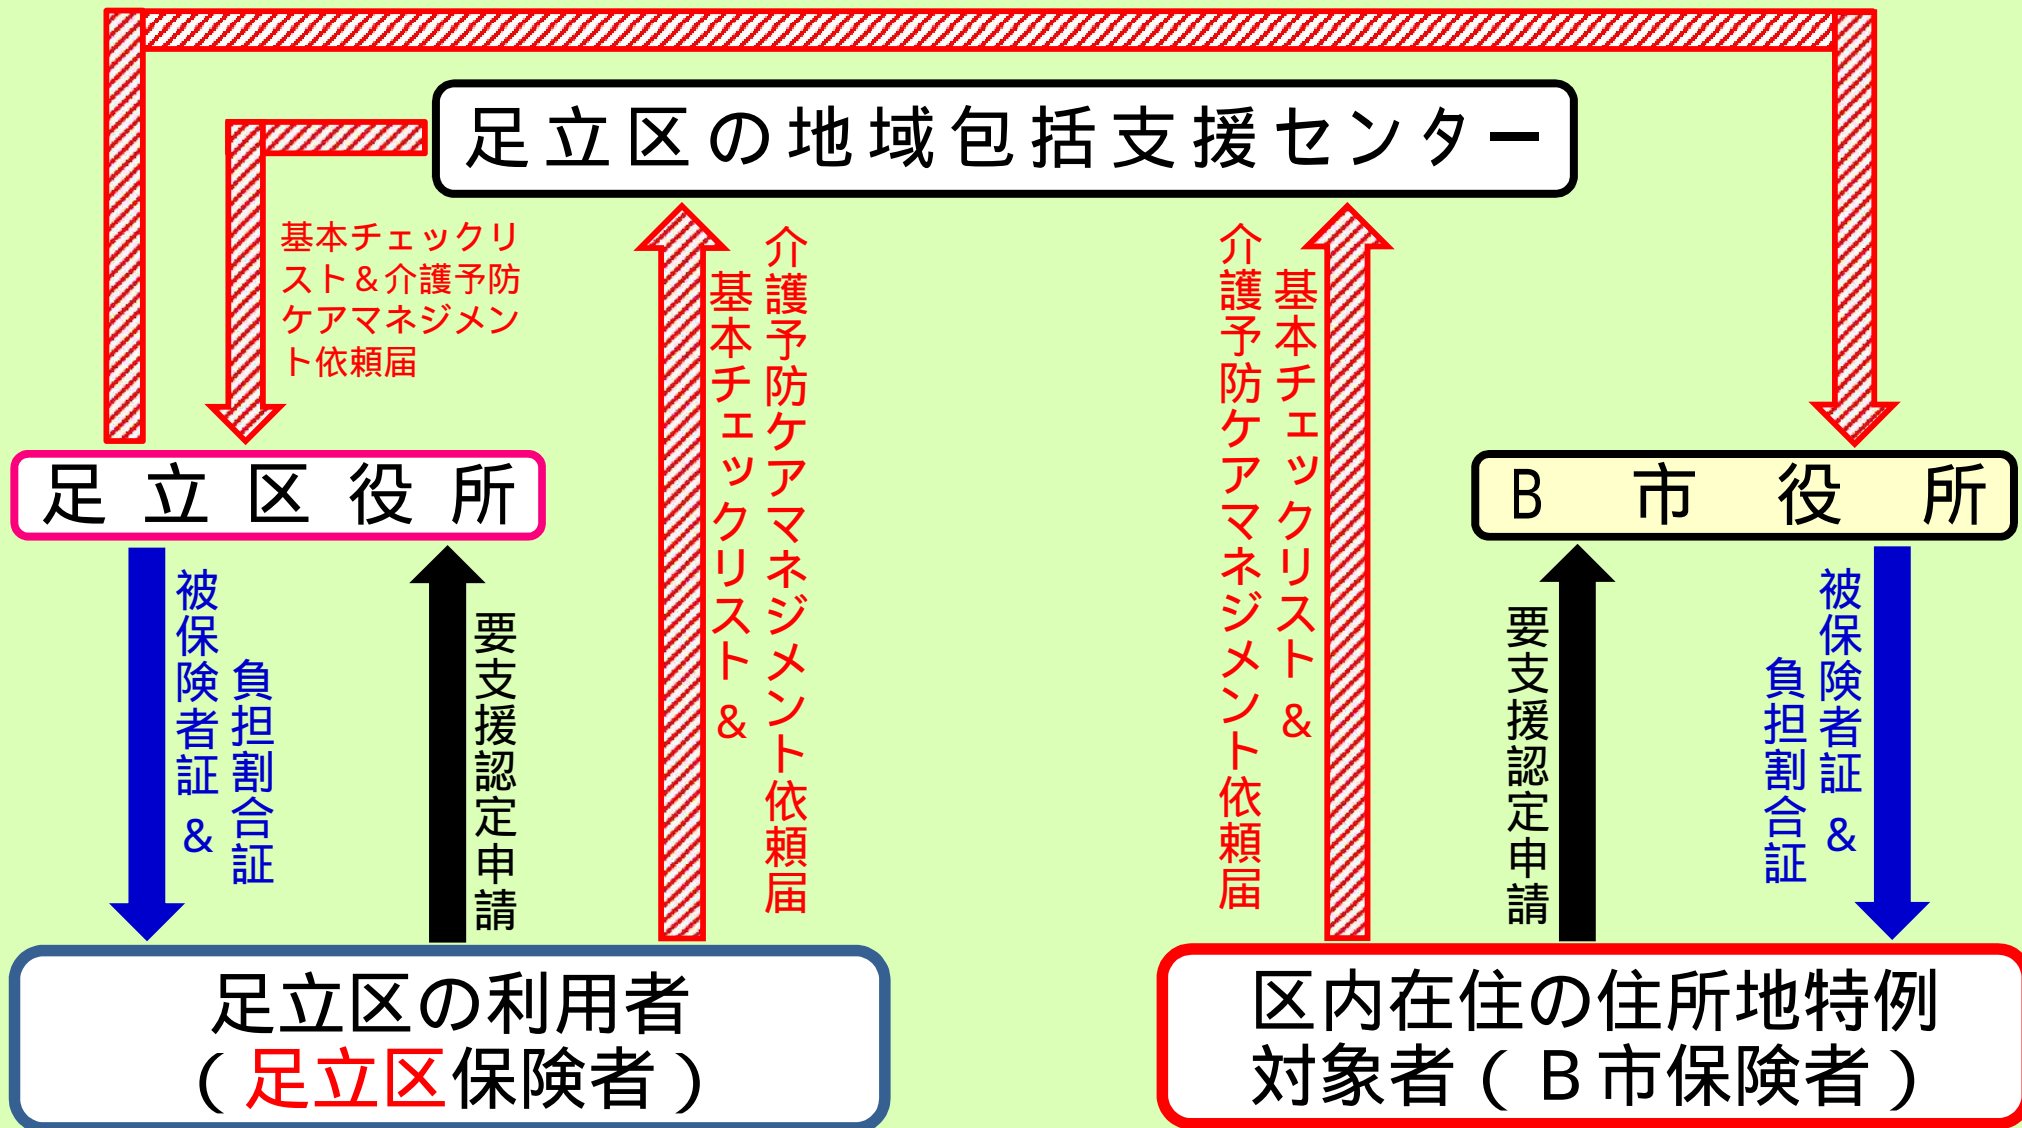 足立区の地域包括支援センター
基本チェックリ
スト＆介護予防
ケアマネジメン
ト依頼届
基本チェックリスト＆
介護予防ケアマネジメント依頼届
基本チェックリスト＆
介護予防ケアマネジメント依頼届
足立区役所
B市役所
被保険者証＆
負担割合証
要支援認定申請
要支援認定申請
被保険者証＆
負担割合証
足立区の利用者
（足立区保険者）
区内在住の住所地特例
対象者（B市保険者）